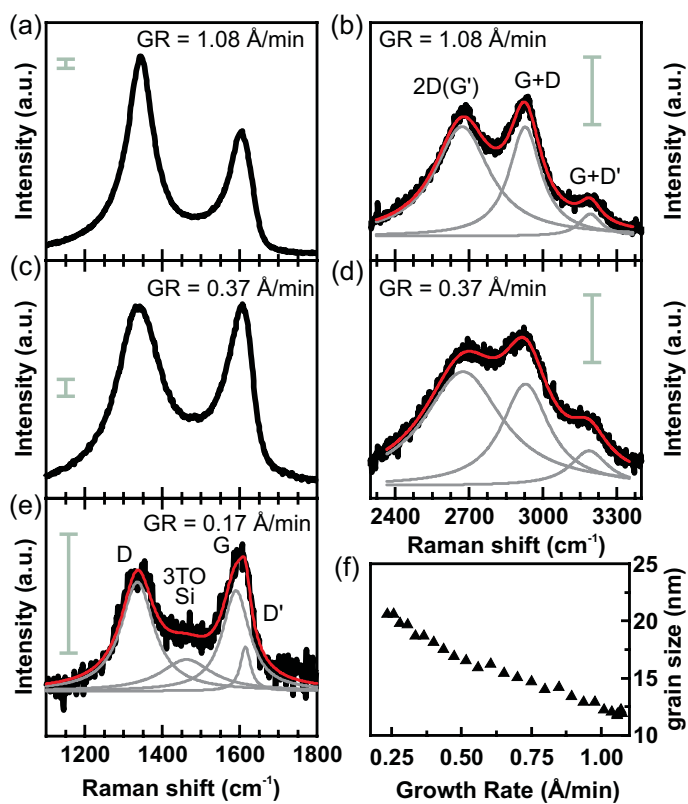 (a)
GR = 1.08 Å/min
Intensity (a.u.)
(b)
GR = 1.08 Å/min
2D(G')
G+D
G+D'
Intensity (a.u.)
(c)
GR = 0.37 Å/min
Intensity (a.u.)
(d)
GR = 0.37 Å/min
Intensity (a.u.)
2400 2700 3000 3300
Raman shift (cm⁻¹)
(e)
GR = 0.17 Å/min
D
3TO
Si
G
D'
Intensity (a.u.)
1200 1400 1600 1800
Raman shift (cm⁻¹)
(f)
25
20
15
10
grain size (nm)
0.25 0.50 0.75 1.00
Growth Rate (Å/min)